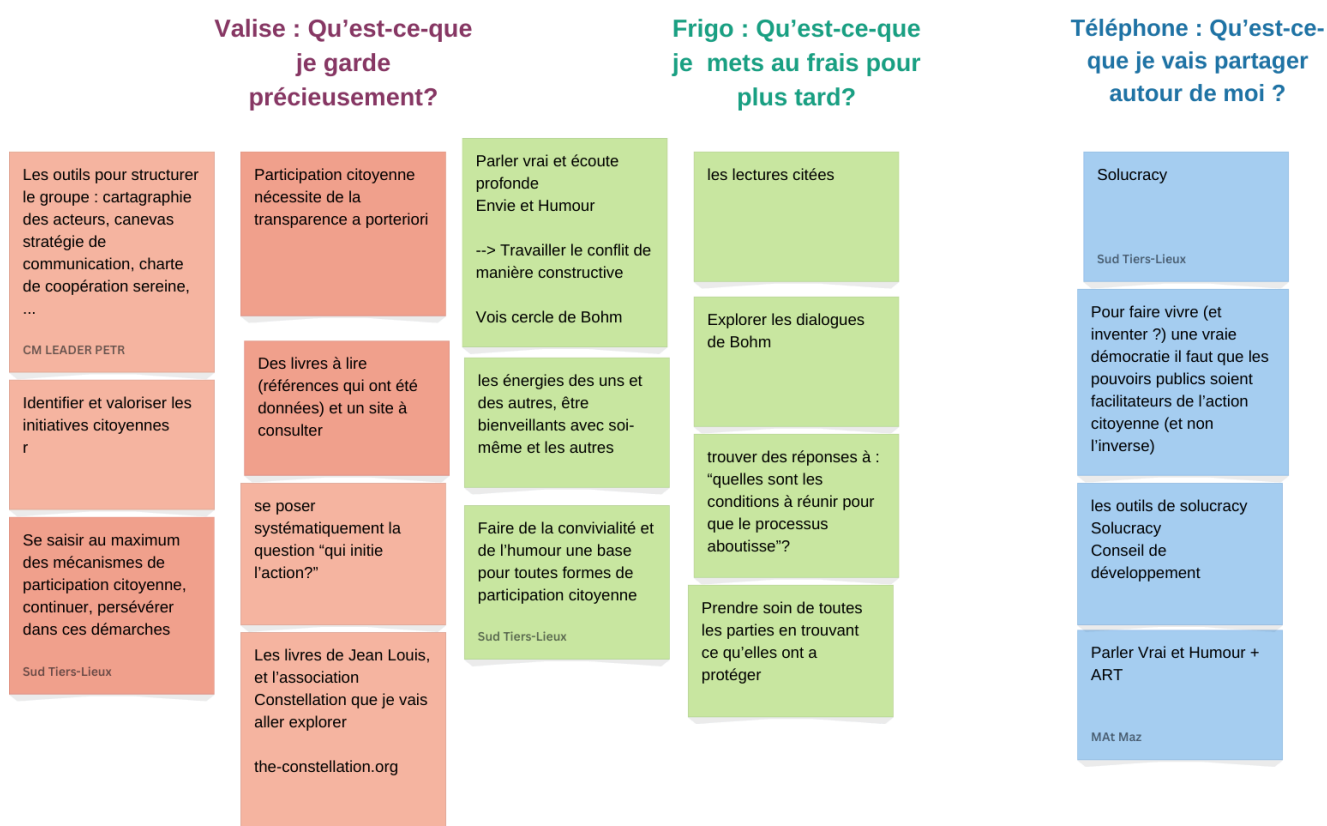 Valise : Qu’est-ce-que
je garde
précieusement?
Les outils pour structurer
le groupe : cartagraphie
des acteurs, canevas
stratégie de
communication, charte
de coopération sereine,
...
CM LEADER PETR
Identifier et valoriser les
initiatives citoyennes
r
Se saisir au maximum
des mécanismes de
participation citoyenne,
continuer, persévérer
dans ces démarches
Sud Tiers-Lieux
Participation citoyenne
nécessite de la
transparence a porteriori
Des livres à lire
(références qui ont été
données) et un site à
consulter
se poser
systématiquement la
question “qui initie
l’action?”
Les livres de Jean Louis,
et l’association
Constellation que je vais
aller explorer
the-constellation.org
Frigo : Qu’est-ce-que
je mets au frais pour
plus tard?
Parler vrai et écoute
profonde
Envie et Humour
--> Travailler le conflit de
manière constructive
Vois cercle de Bohm
les énergies des uns et
des autres, être
bienveillants avec soi-
même et les autres
Faire de la convivialité et
de l’humour une base
pour toutes formes de
participation citoyenne
Sud Tiers-Lieux
les lectures citées
Explorer les dialogues
de Bohm
trouver des réponses à :
“quelles sont les
conditions à réunir pour
que le processus
aboutisse”?
Prendre soin de toutes
les parties en trouvant
ce qu’elles ont a
protéger
Téléphone : Qu’est-ce-
que je vais partager
autour de moi ?
Solucracy
Sud Tiers-Lieux
Pour faire vivre (et
inventer ?) une vraie
démocratie il faut que les
pouvoirs publics soient
facilitateurs de l’action
citoyenne (et non
l’inverse)
les outils de solucracy
Solucracy
Conseil de
développement
Parler Vrai et Humour +
ART
MAt Maz